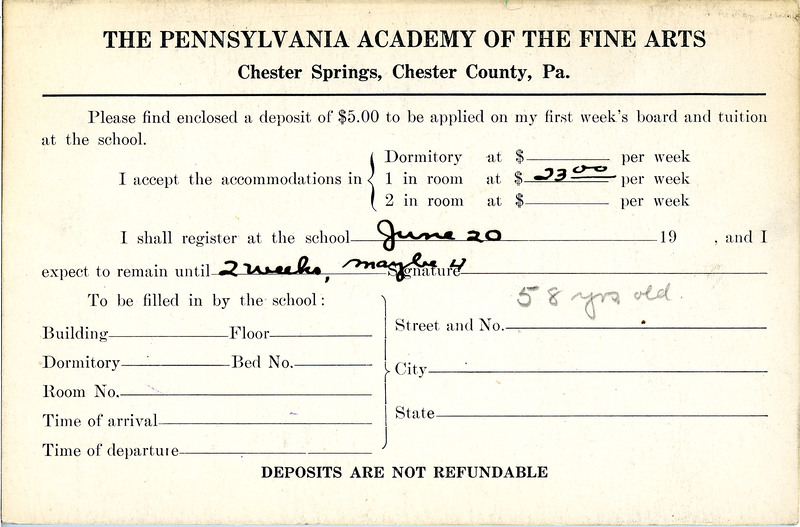 THE PENNSYLVANIA ACADEMY OF THE FINE ARTS
Chester Springs, Chester County, Pa.
Please find enclosed a deposit of $5.00 to be applied on my first week's board and tuition
at the school.
Dormitory at $ per week
I accept the accommodations in 1 in room at $ 23 00 per week
2 in room at $ per week
I shall register at the school June 20 19 , and I
expect to remain until 2 weeks, maybe 4 Signature
58 yrs old.
To be filled in by the school:
Building Floor Street and No.
Dormitory Bed No. City
Room No.
Time of arrival State
Time of departure
DEPOSITS ARE NOT REFUNDABLE